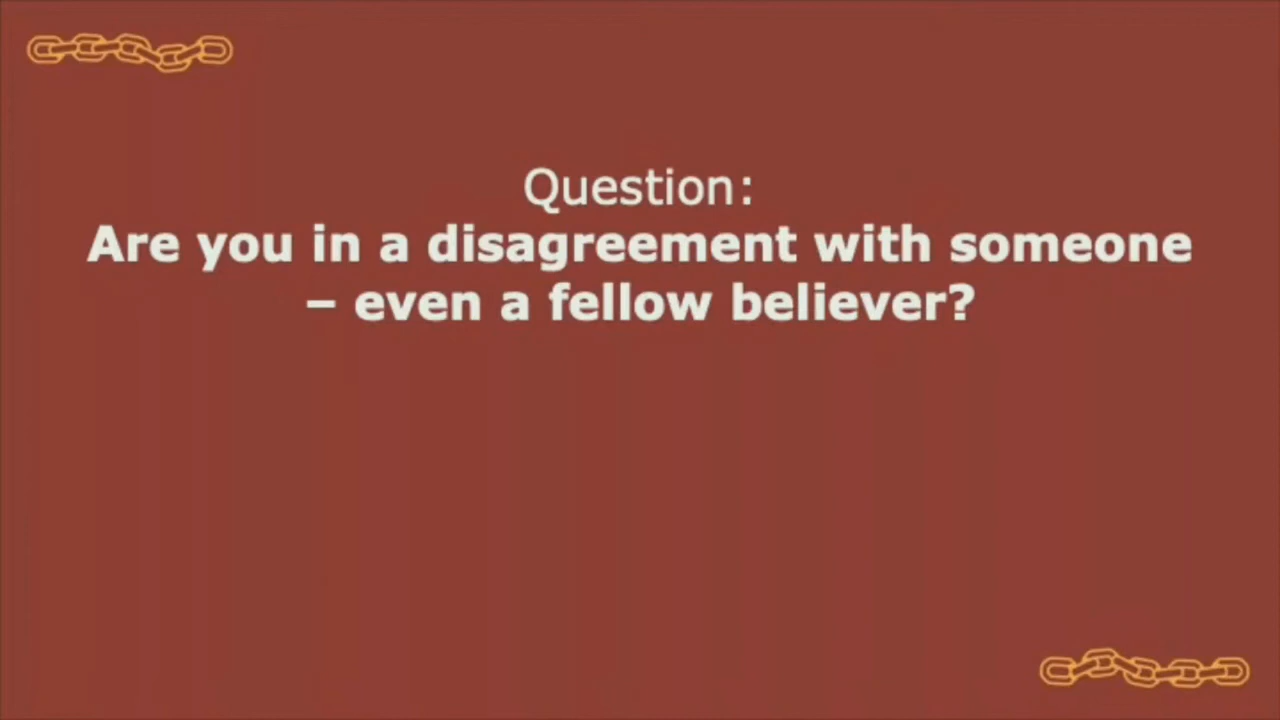 Question:
Are you in a disagreement with someone
– even a fellow believer?